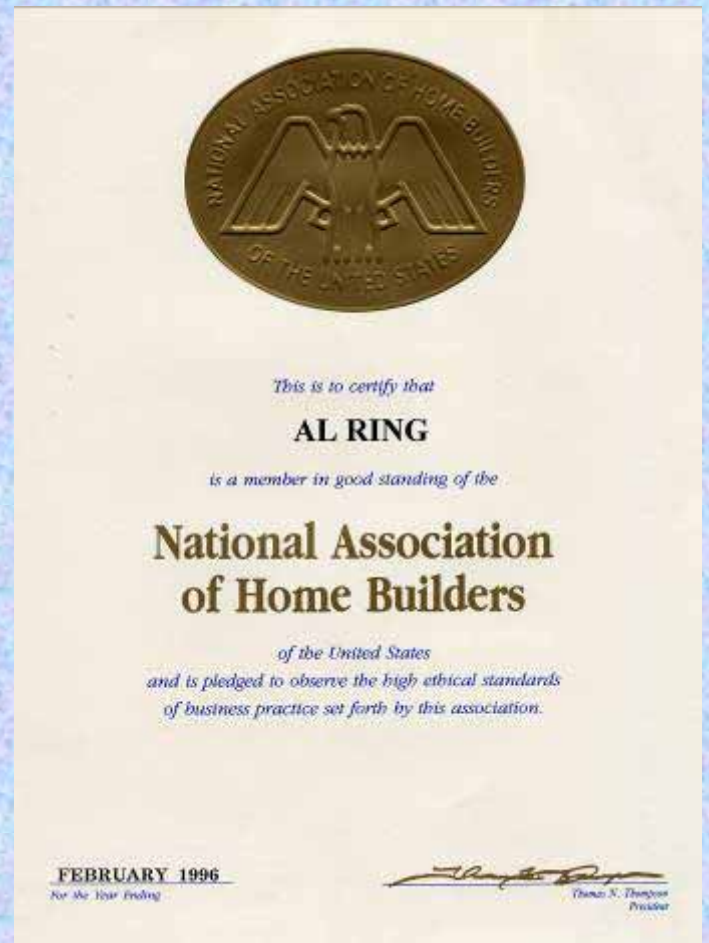 NATIONAL ASSOCIATION OF HOME BUILDERS
OF THE UNITED STATES
This is to certify that
AL RING
is a member in good standing of the
National Association
of Home Builders
of the United States
and is pledged to observe the high ethical standards
of business practice set forth by this association.
FEBRUARY 1996
For the Year Ending
Thomas N. Thompson
President